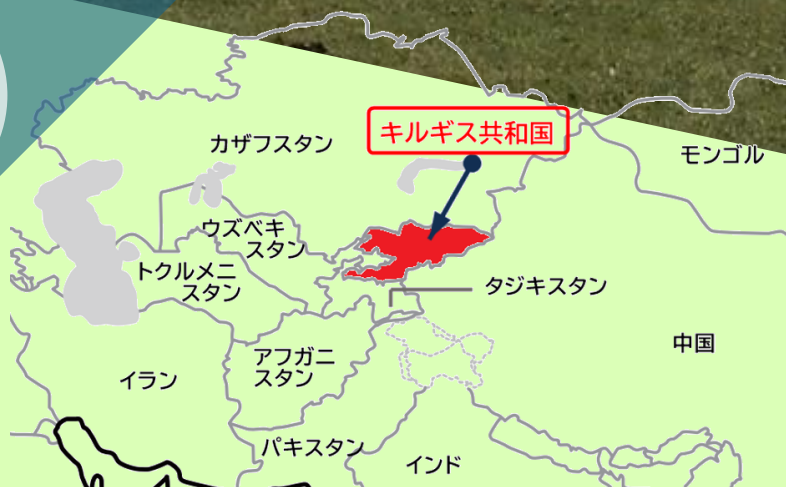 キルギス共和国
カザフスタン
モンゴル
ウズベキ
スタン
トクルメニ
スタン
タジキスタン
中国
アフガニ
スタン
イラン
パキスタン
インド